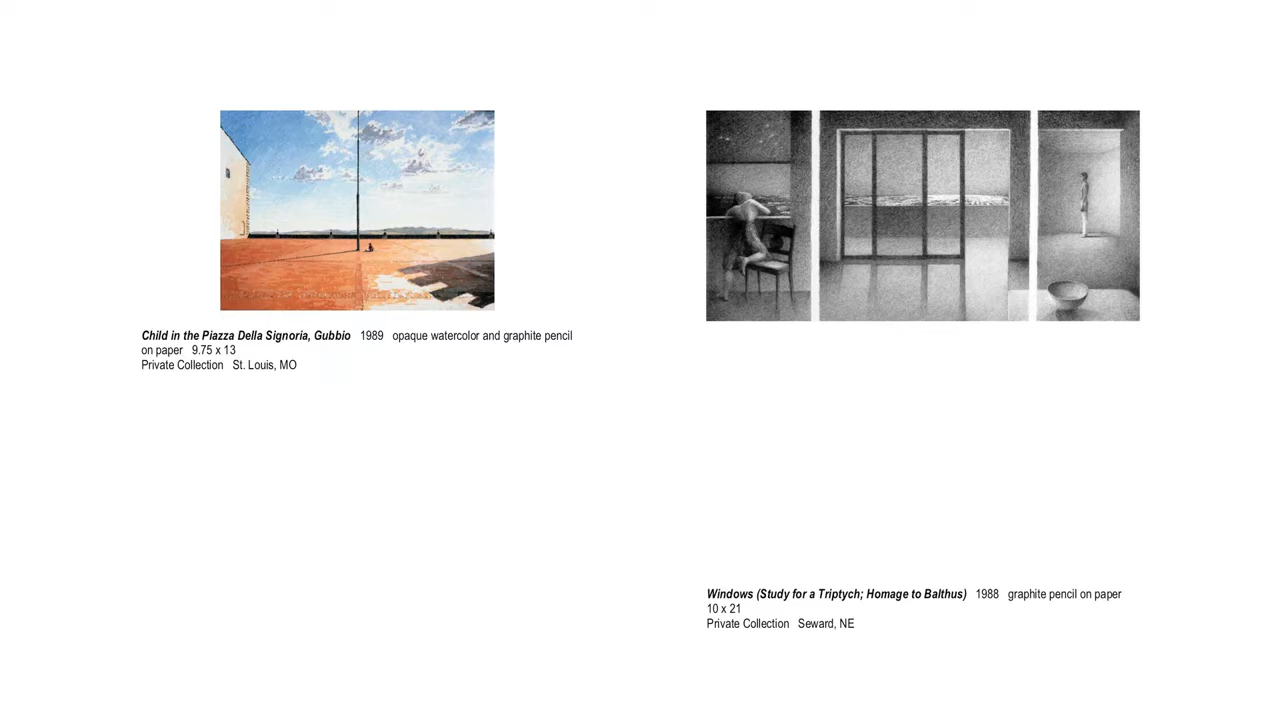 Child in the Piazza Della Signoria, Gubbio 1989 opaque watercolor and graphite pencil
on paper 9.75 x 13
Private Collection St. Louis, MO
Windows (Study for a Triptych; Homage to Balthus) 1988 graphite pencil on paper
10 x 21
Private Collection Seward, NE